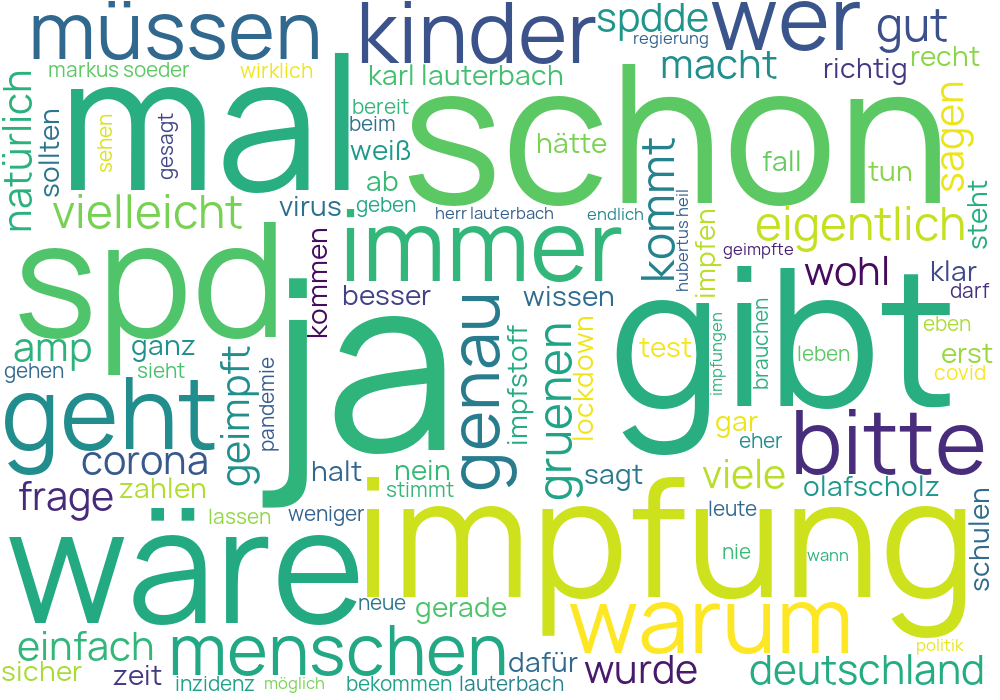 müssen
kinder
spdde
regierung
wer
gut
markus soeder
wirklich
karl lauterbach
macht
richtig
recht
natürlich
sollten
sehen
mal
gesagt
bereit
beim
weiß
schon
hätte
fall
tun
sagen
ab
geben
vielleicht
virus
herr lauterbach
endlich
kommt
hubertus heil
impfen
eigentlich
steht
spd
immer
geimpfte
kommen
besser
wissen
wohl
klar
darf
ja
genau
gibt
amp
ganz
gehen
sieht
impfstoff
gruenen
lockdown
test
impfungen
brauchen
leben
eben
erst
covid
geht
geimpft
pandemie
corona
halt
nein
stimmt
sagt
gar
eher
viele
bitte
frage
zahlen
olafscholz
lassen
weniger
impfung
leute
nie
wann
schulen
wäre
neue
gerade
warum
einfach
menschen
dafür
wurde
politik
sicher
zeit
inzidenz
möglich
bekommen
lauterbach
deutschland